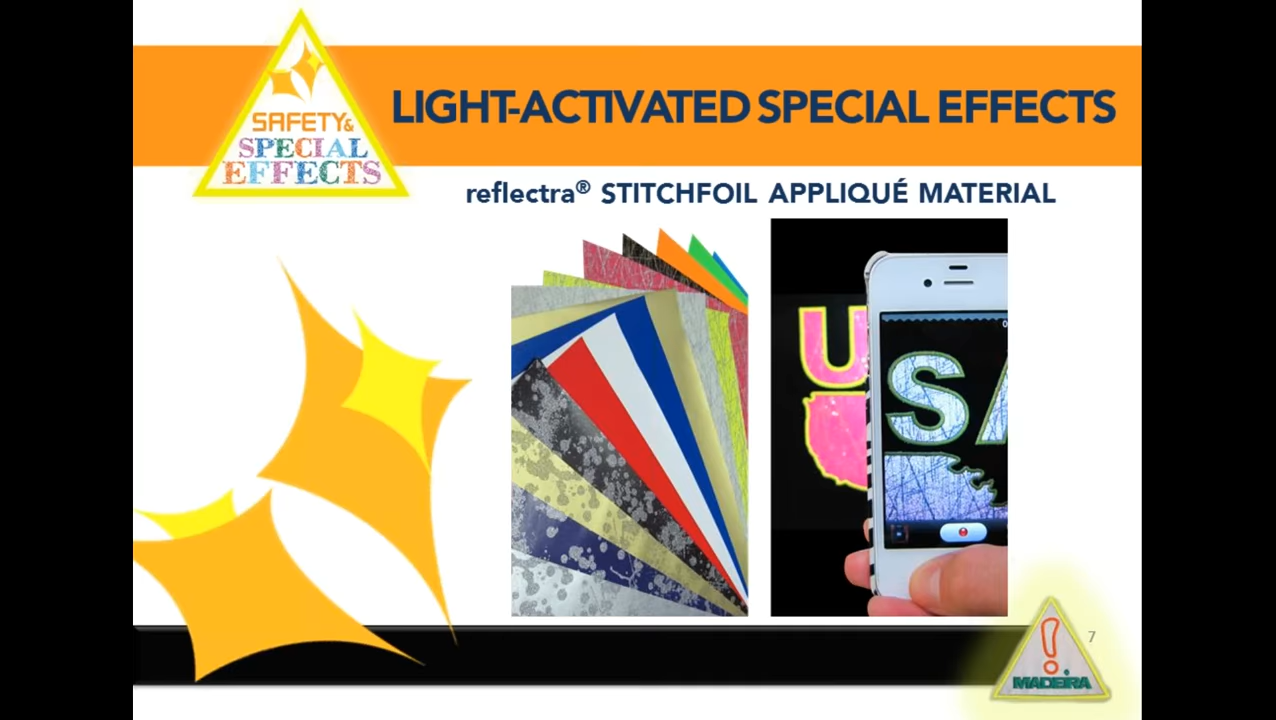 SAFETY&
SPECIAL
EFFECTS
LIGHT-ACTIVATED SPECIAL EFFECTS
reflectra® STITCHFOIL APPLIQUÉ MATERIAL
U
SA
7
MADEIRA